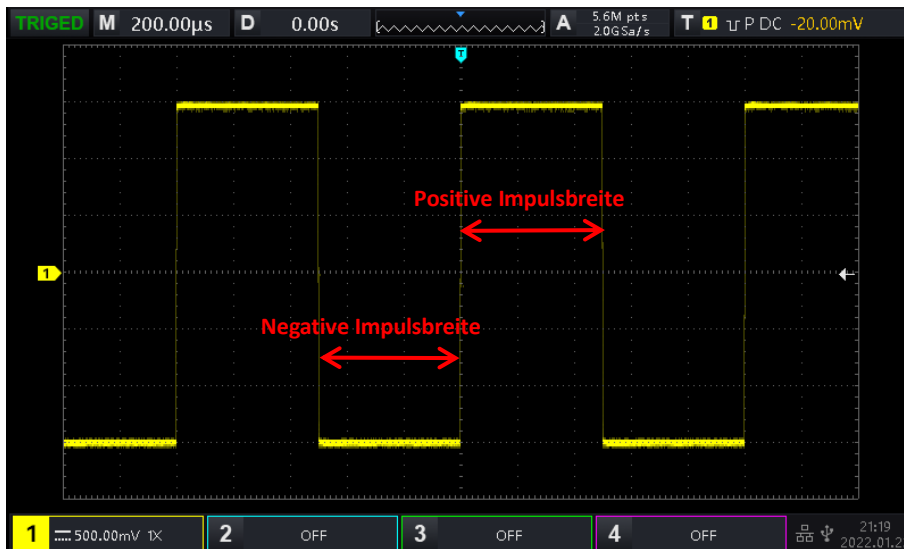 TRIGED M 200.00μs D 0.00s A 5.6M pts 2.0GSa/s T 1 P DC -20.00mV
T
Positive Impulsbreite
1
Negative Impulsbreite
1 500.00mV 1X 2 OFF 3 OFF 4 OFF 21:19
2022.01.2